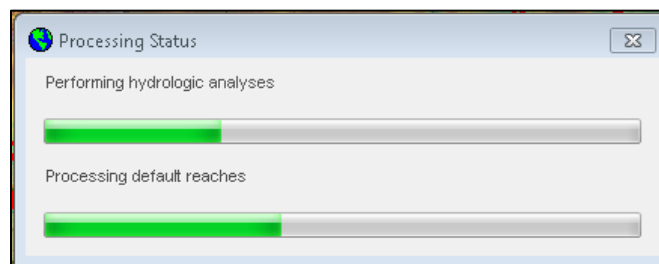 Processing Status
Performing hydrologic analyses
Processing default reaches